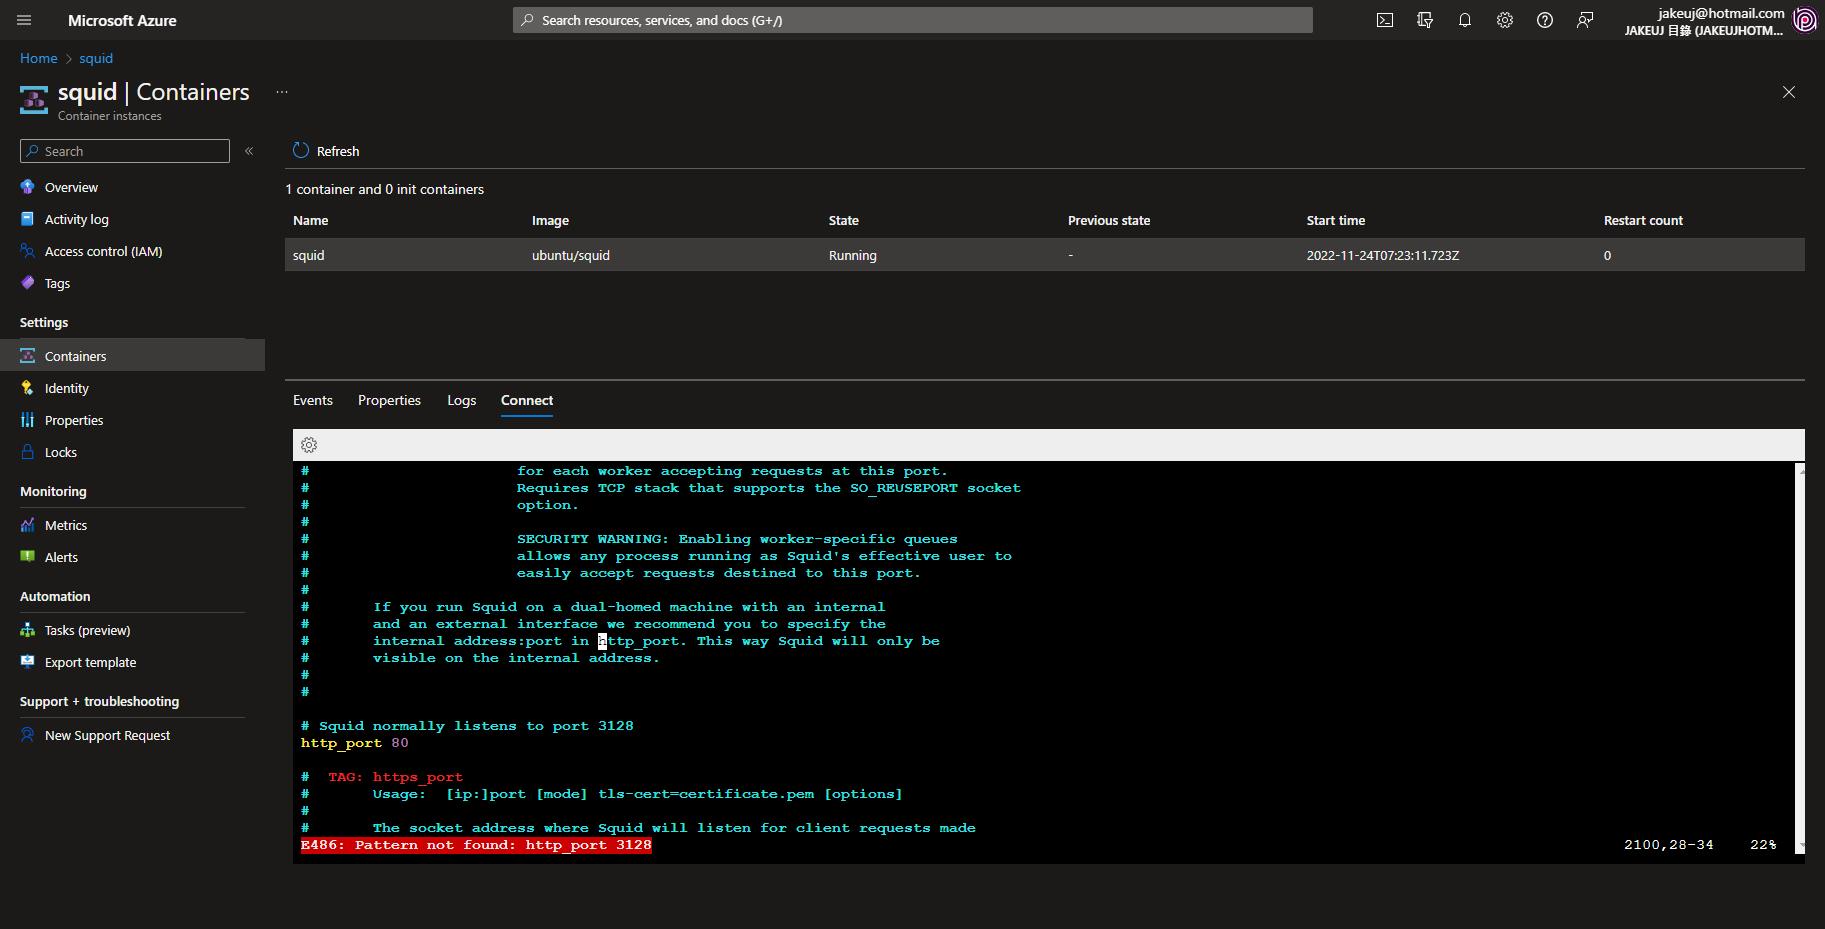 Microsoft Azure
Search resources, services, and docs (G+/)
jakeuj@hotmail.com
JAKEUJ 目錄 (JAKEUJHOTM...
Home > squid
squid | Containers ...
Container instances
Search
«
Overview
Activity log
Access control (IAM)
Tags
Settings
Containers
Identity
Properties
Locks
Monitoring
Metrics
Alerts
Automation
Tasks (preview)
Export template
Support + troubleshooting
New Support Request
Refresh
1 container and 0 init containers
Name Image State Previous state Start time Restart count
squid ubuntu/squid Running - 2022-11-24T07:23:11.723Z 0
Events Properties Logs Connect
# for each worker accepting requests at this port.
# Requires TCP stack that supports the SO_REUSEPORT socket
# option.
#
# SECURITY WARNING: Enabling worker-specific queues
# allows any process running as Squid's effective user to
# easily accept requests destined to this port.
#
# If you run Squid on a dual-homed machine with an internal
# and an external interface we recommend you to specify the
# internal address:port in http_port. This way Squid will only be
# visible on the internal address.
#
#
# Squid normally listens to port 3128
http_port 80
# TAG: https_port
# Usage: [ip:]port [mode] tls-cert=certificate.pem [options]
#
# The socket address where Squid will listen for client requests made
E486: Pattern not found: http_port 3128 2100,28-34 22%